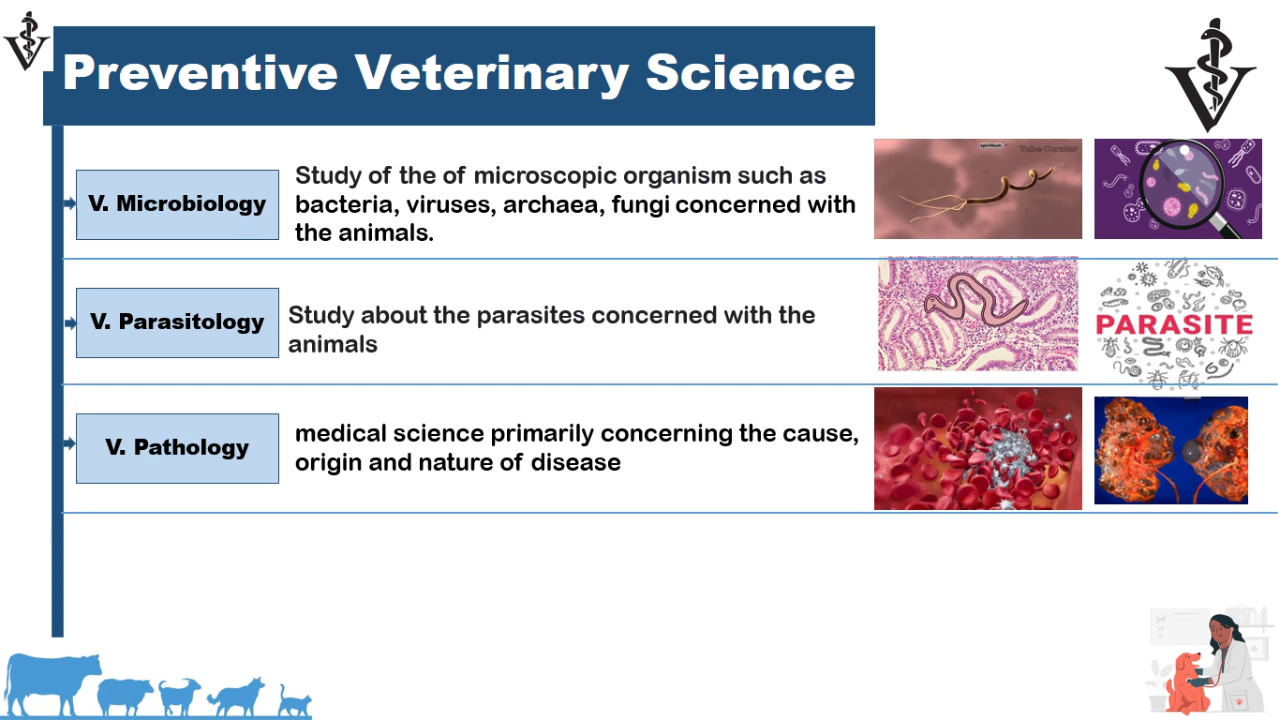 Preventive Veterinary Science
V. Microbiology
Study of the of microscopic organism such as
bacteria, viruses, archaea, fungi concerned with
the animals.
Tube Curator
V. Parasitology
Study about the parasites concerned with the
animals
PARASITE
V. Pathology
medical science primarily concerning the cause,
origin and nature of disease